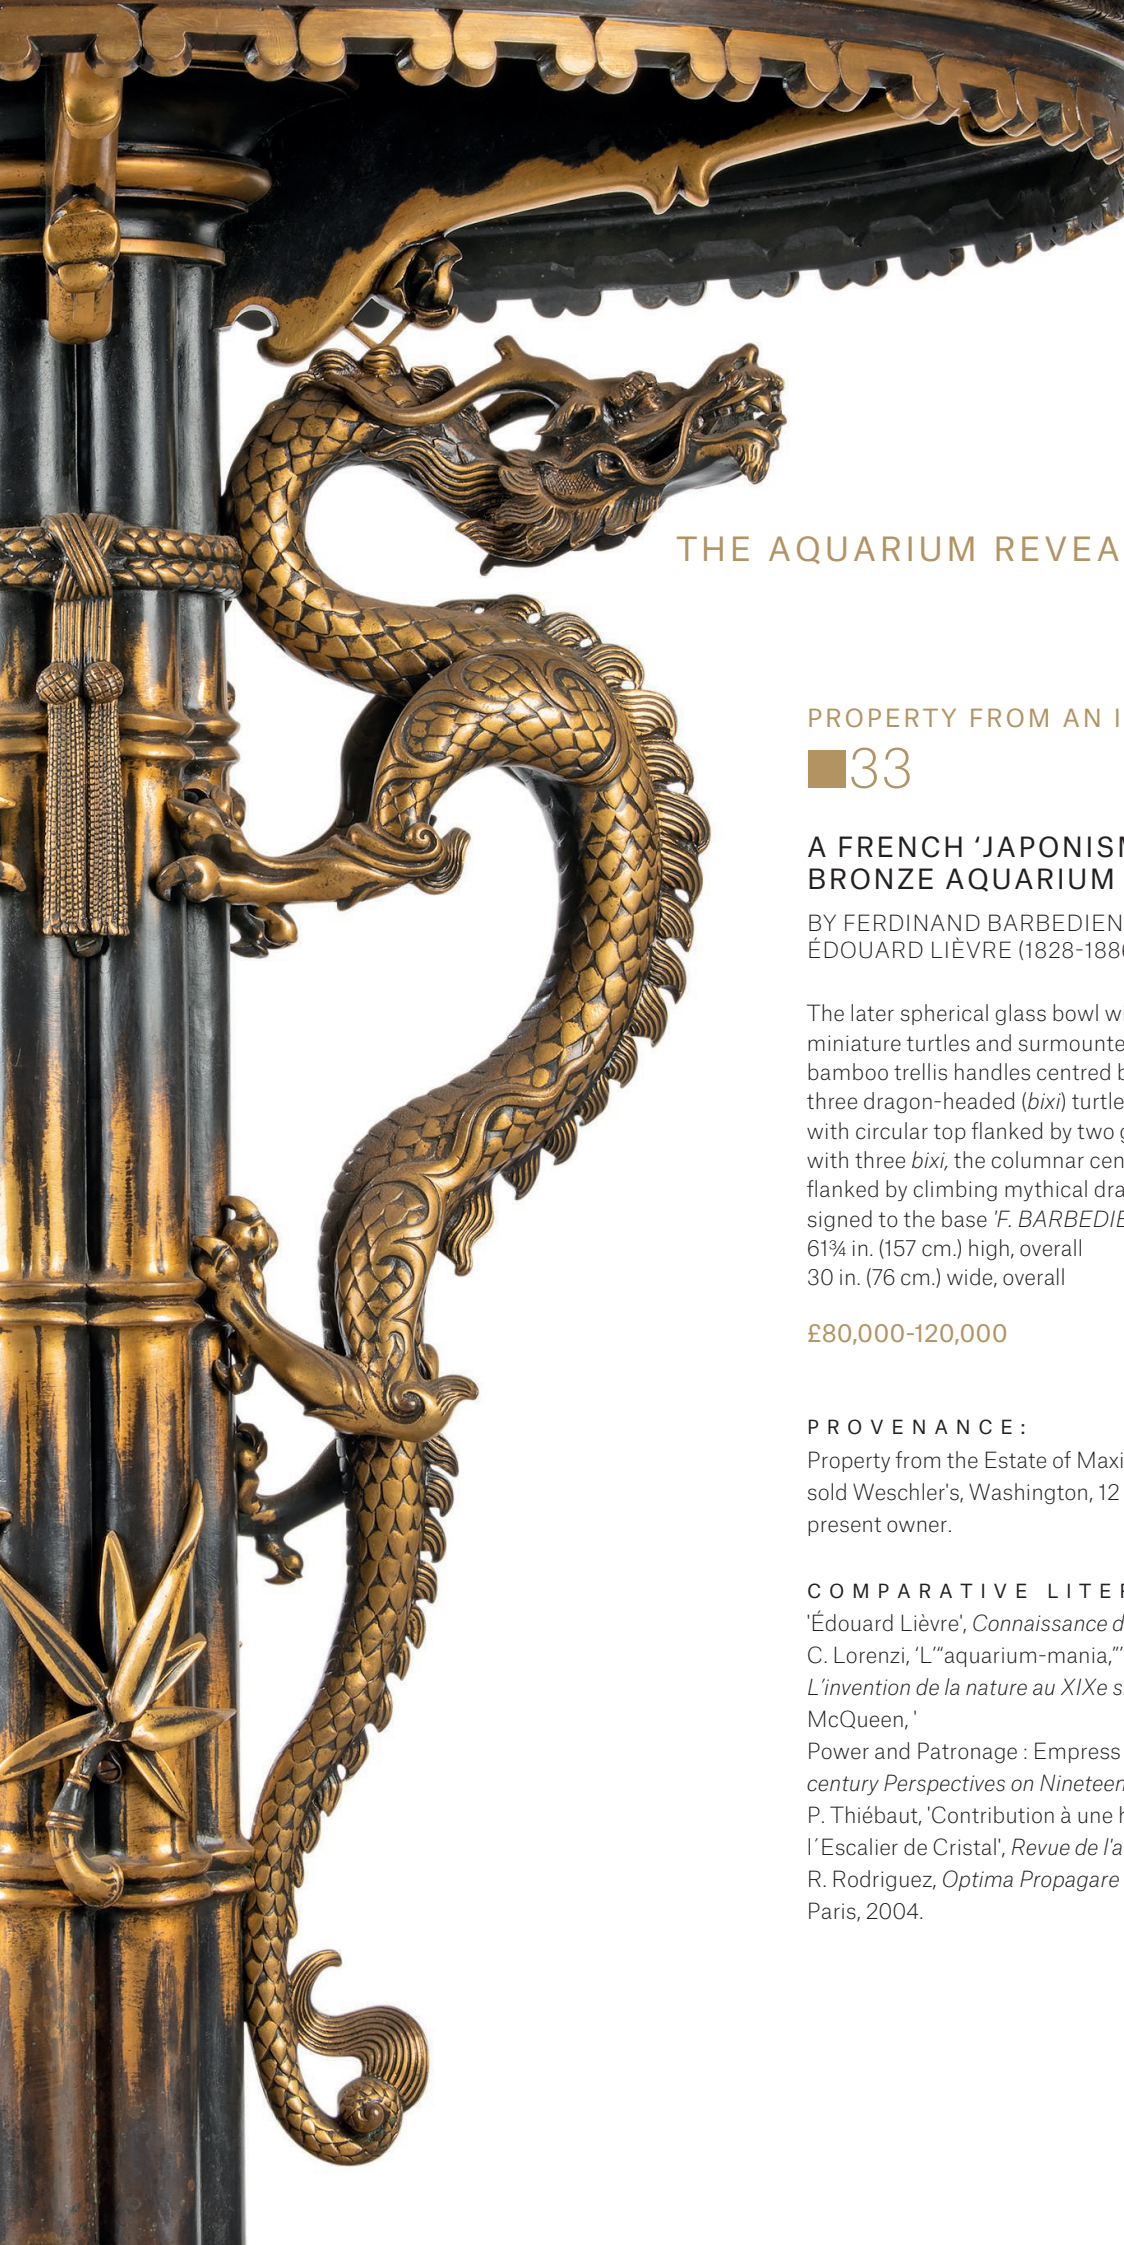 THE AQUARIUM REVEA
PROPERTY FROM AN I
■33
A FRENCH ‘JAPONISM
BRONZE AQUARIUM
BY FERDINAND BARBEDIEN
ÉDOUARD LIÈVRE (1828-1886
The later spherical glass bowl wi
miniature turtles and surmounte
bamboo trellis handles centred b
three dragon-headed (bixi) turtle
with circular top flanked by two g
with three bixi, the columnar cen
flanked by climbing mythical dra
signed to the base 'F. BARBEDIE
61¾ in. (157 cm.) high, overall
30 in. (76 cm.) wide, overall
£80,000-120,000
PROVENANCE:
Property from the Estate of Maxi
sold Weschler's, Washington, 12
present owner.
COMPARATIVE LITER
'Édouard Lièvre', Connaissance d
C. Lorenzi, ‘L’“aquarium-mania,”’
L’invention de la nature au XIXe s
McQueen, '
Power and Patronage : Empress
century Perspectives on Nineteen
P. Thiébaut, 'Contribution à une h
l´Escalier de Cristal', Revue de l'a
R. Rodriguez, Optima Propagare
Paris, 2004.